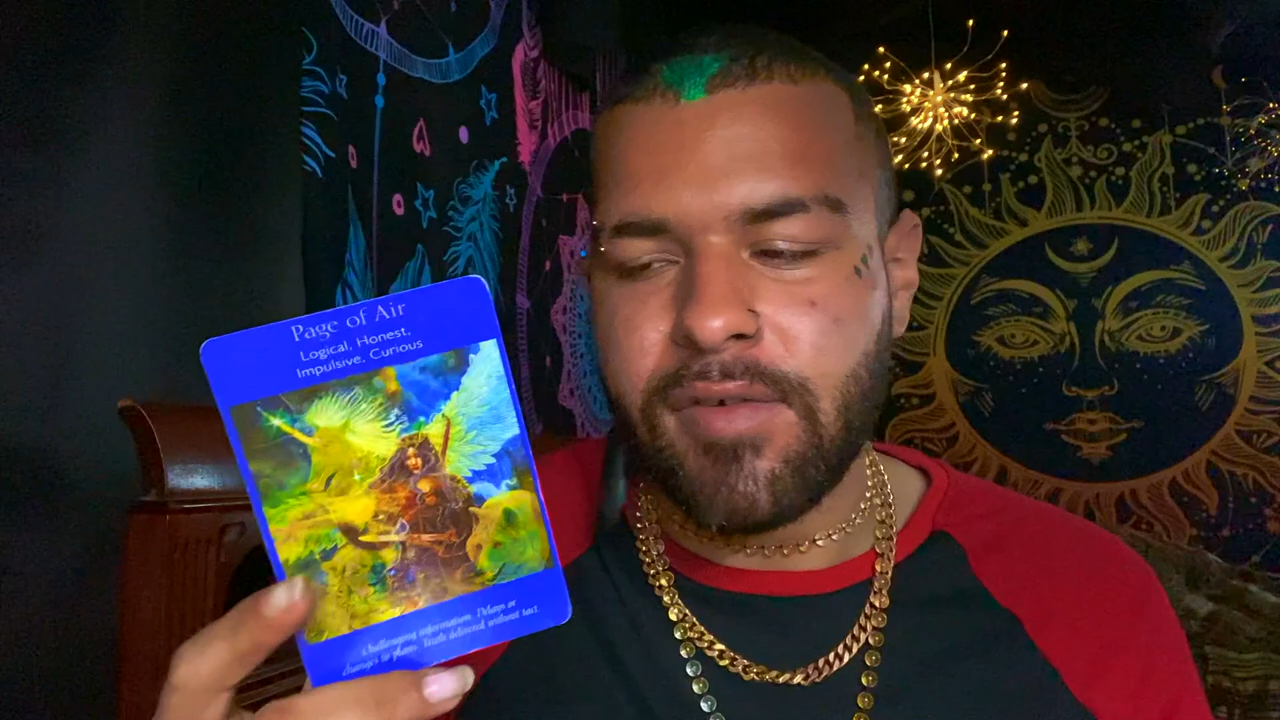 Page of Air
Logical, Honest,
Impulsive, Curious
Challenging information. Delays or
changes to plans. Truth delivered without tact.